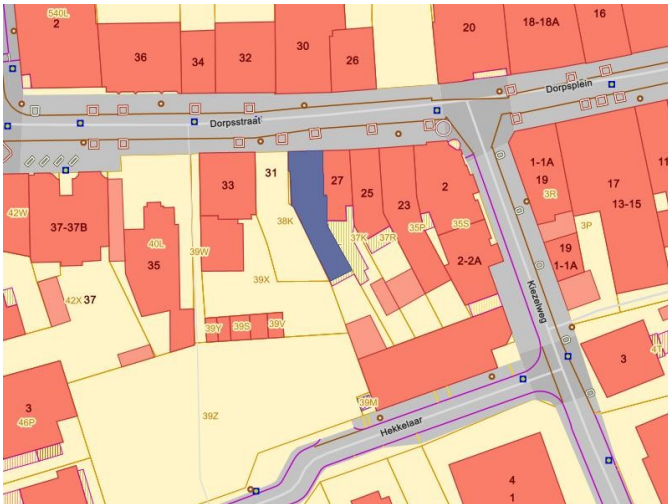 540L
2
36
34
32
30
26
20
18-18A
16
Dorpsstraat
Dorpsplein
33
31
27
25
23
2
1-1A
19
3R
17
13-15
11
42W
37-37B
40L
35
39W
38K
37K
37R
35P
35S
3P
2-2A
19
1-1A
39X
42X
37
Kiezelweg
39Y
39S
39V
3
4T
3
46P
39M
39Z
Hekkelaar
4
1